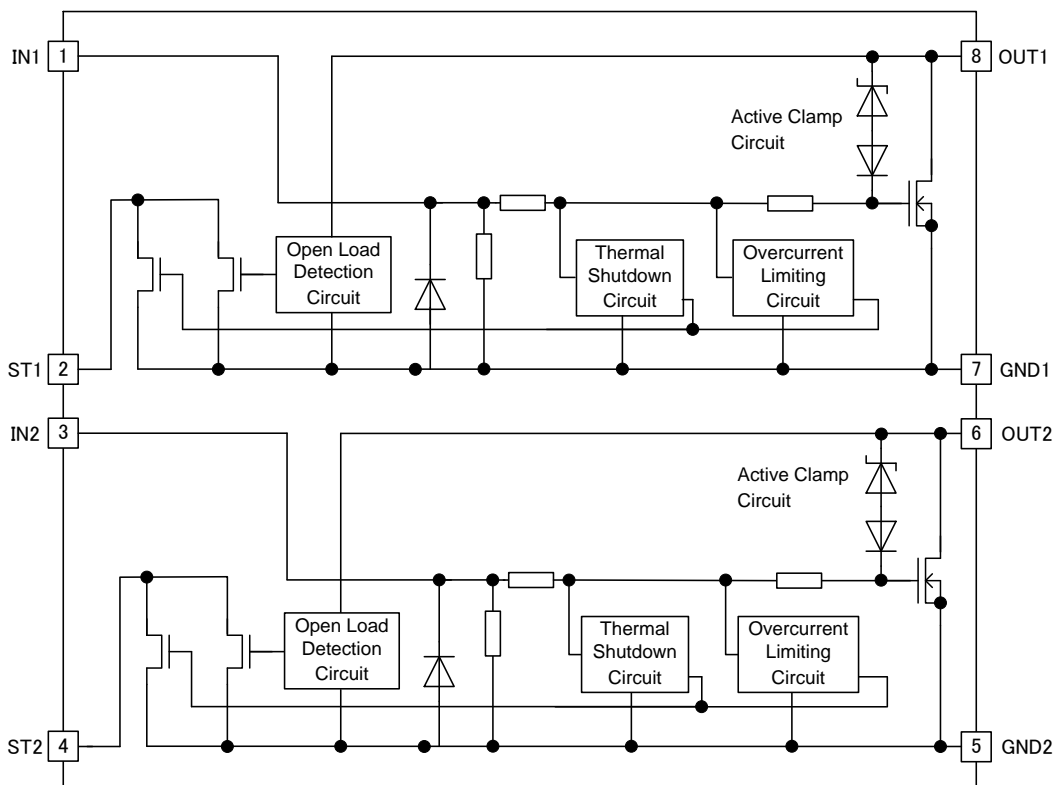 IN1 1
8 OUT1
Active Clamp
Circuit
Open Load
Detection
Circuit
Thermal
Shutdown
Circuit
Overcurrent
Limiting
Circuit
ST1 2
7 GND1
IN2 3
6 OUT2
Active Clamp
Circuit
Open Load
Detection
Circuit
Thermal
Shutdown
Circuit
Overcurrent
Limiting
Circuit
ST2 4
5 GND2